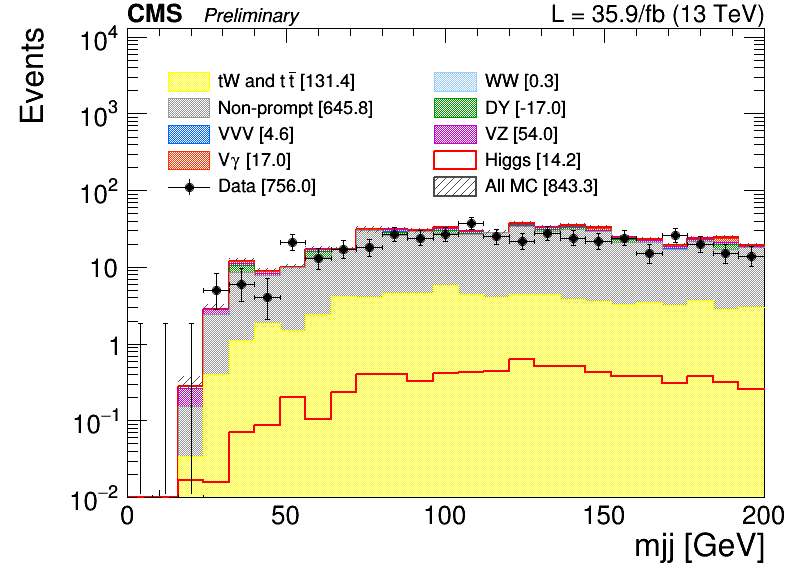 CMS Preliminary L = 35.9/fb (13 TeV)
Events
10⁴
10³
10²
10
1
10⁻¹
10⁻²
tW and t t̄ [131.4]
Non-prompt [645.8]
VVV [4.6]
Vγ [17.0]
Data [756.0]
WW [0.3]
DY [-17.0]
VZ [54.0]
Higgs [14.2]
All MC [843.3]
0 50 100 150 200
mjj [GeV]